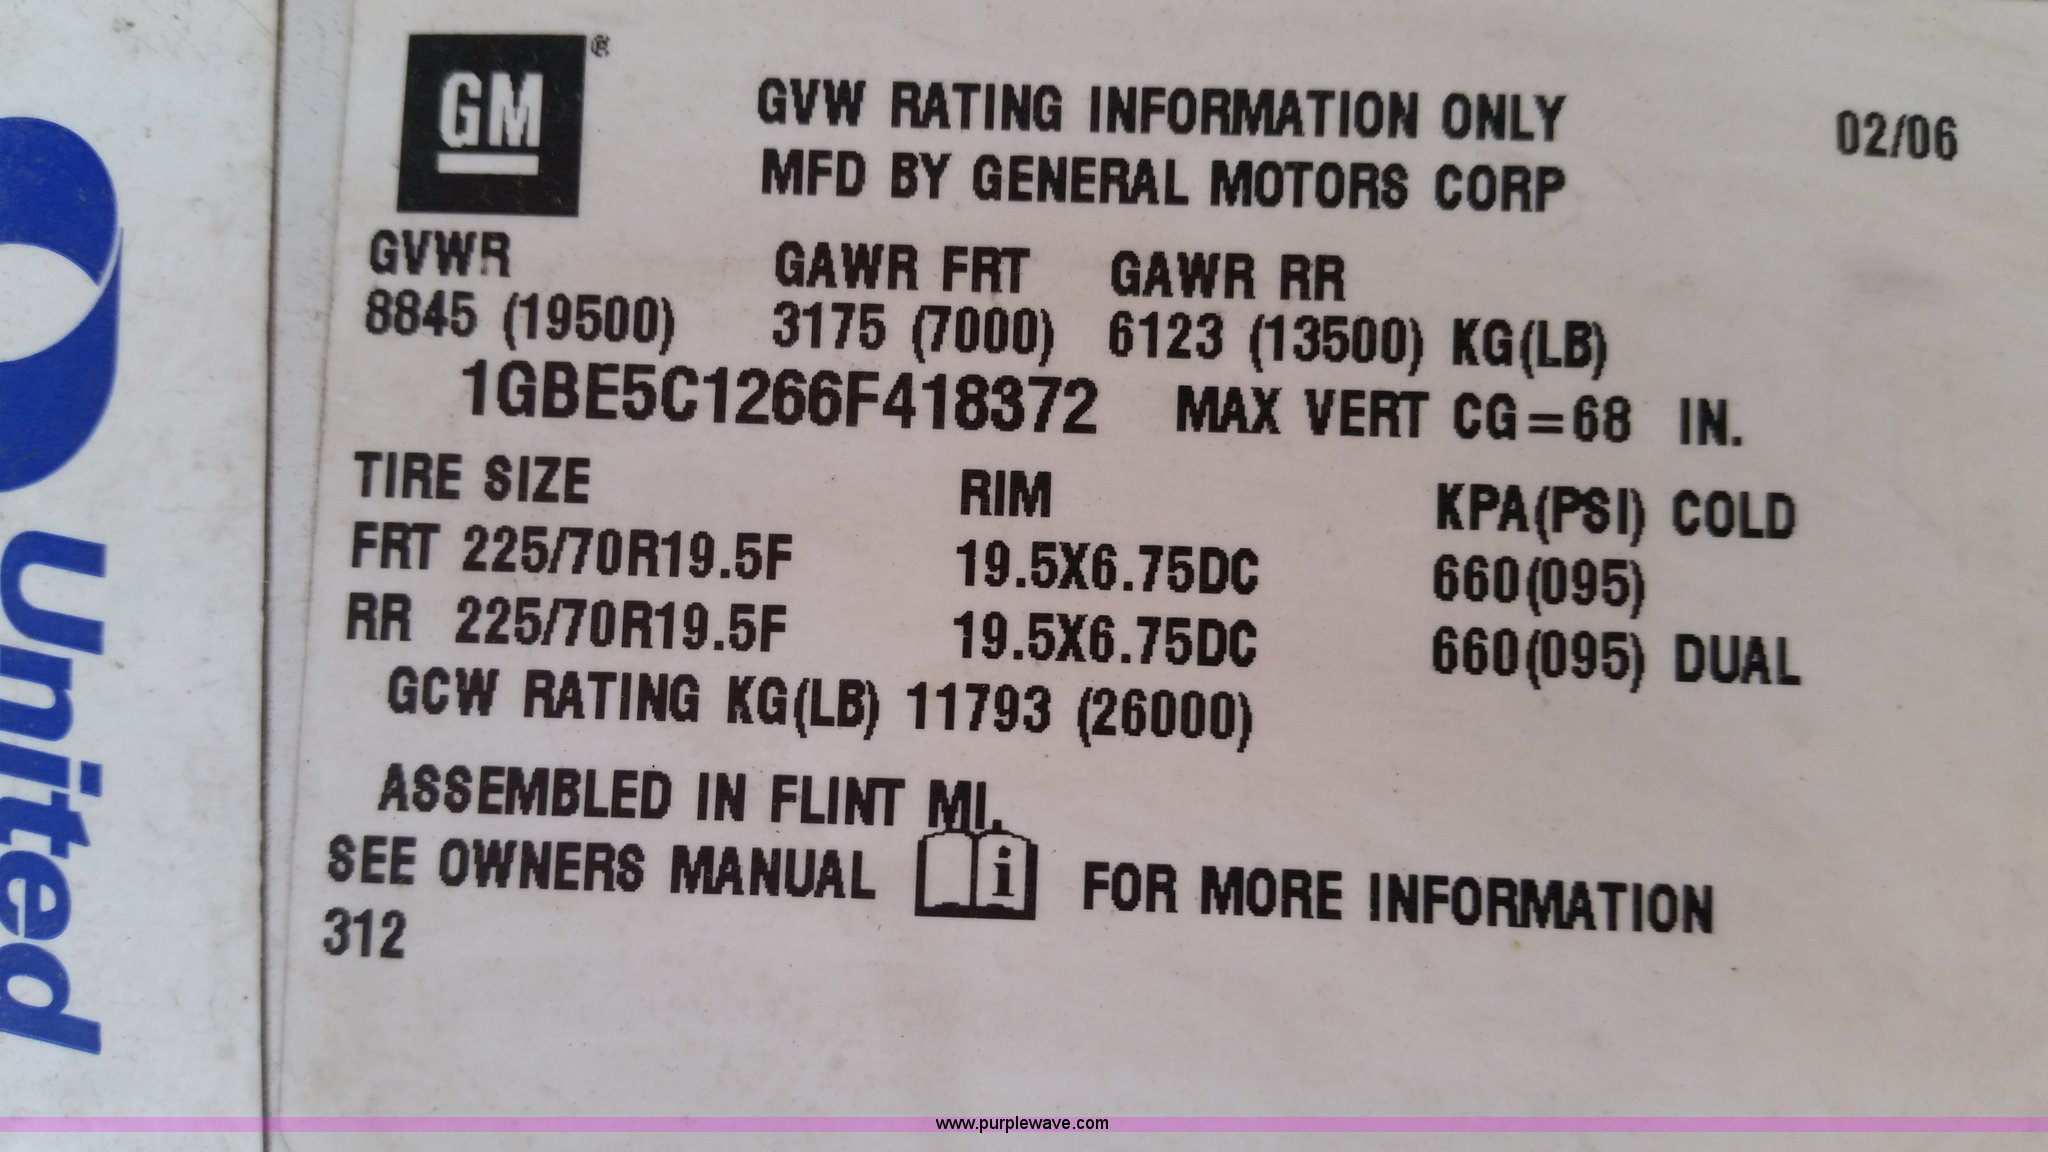 GM ®
GVW RATING INFORMATION ONLY 02/06
MFD BY GENERAL MOTORS CORP
GVWR GAWR FRT GAWR RR
8845 (19500) 3175 (7000) 6123 (13500) KG(LB)
1GBE5C1266F418372 MAX VERT CG=68 IN.
TIRE SIZE RIM KPA(PSI) COLD
FRT 225/70R19.5F 19.5X6.75DC 660(095)
RR 225/70R19.5F 19.5X6.75DC 660(095) DUAL
GCW RATING KG(LB) 11793 (26000)
ASSEMBLED IN FLINT MI.
SEE OWNERS MANUAL i FOR MORE INFORMATION
312
United
www.purplewave.com